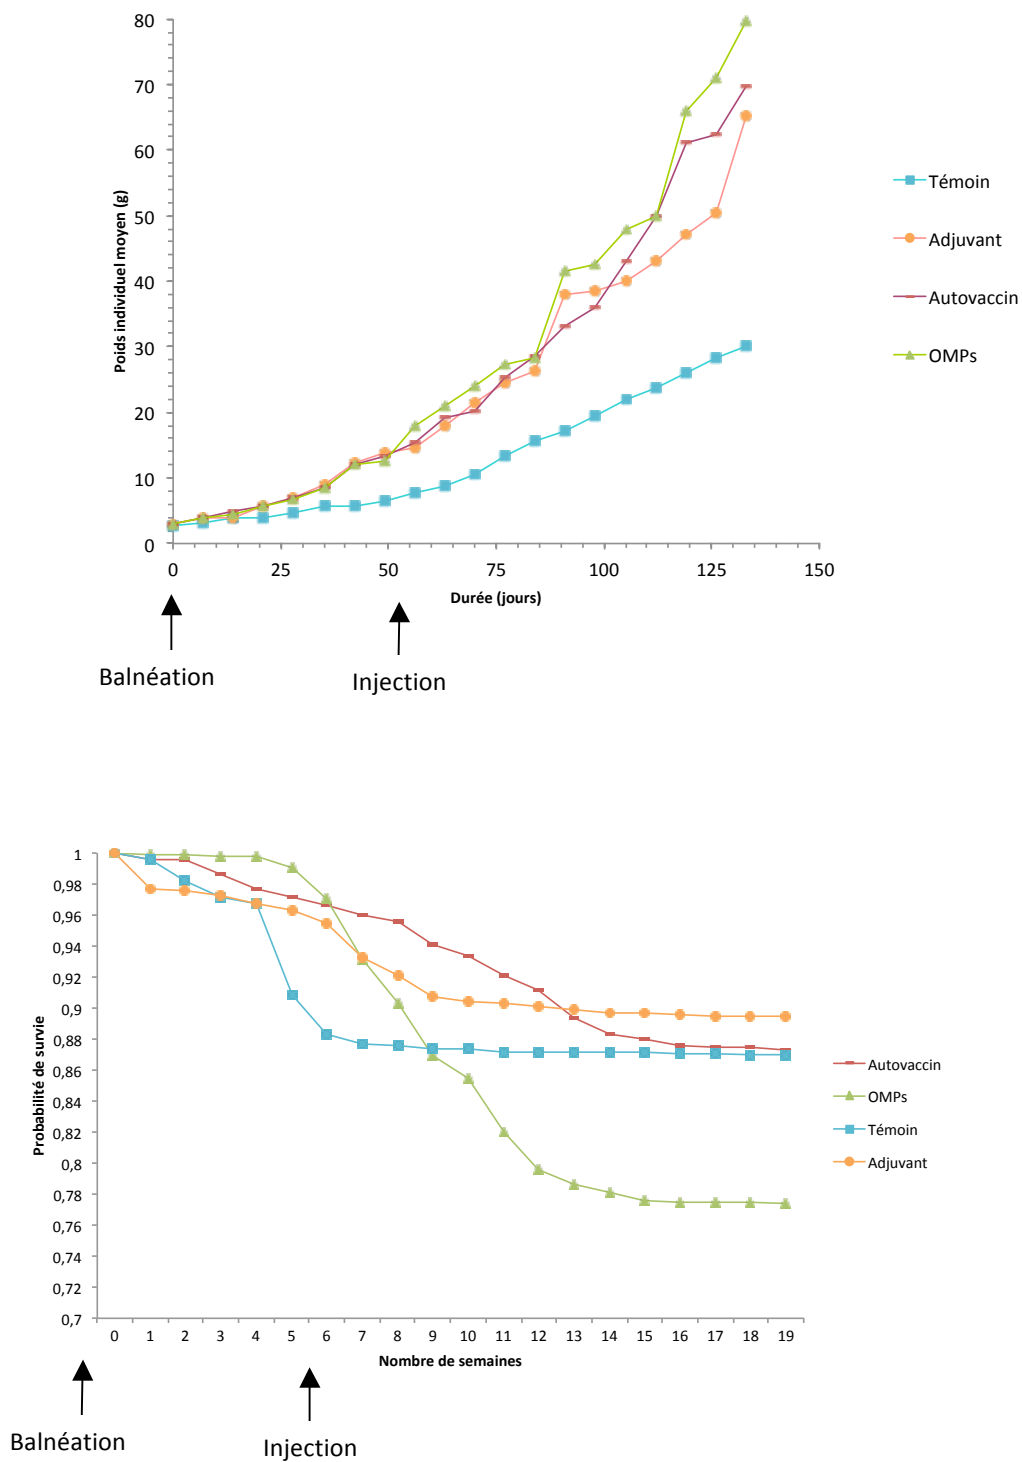 80
70
60
50
40
30
20
10
0
Poids individuel moyen (g)
0 25 50 75 100 125 150
Durée (jours)
Témoin
Adjuvant
Autovaccin
OMPs
Balnéation
Injection
1
0,98
0,96
0,94
0,92
0,9
0,88
0,86
0,84
0,82
0,8
0,78
0,76
0,74
0,72
0,7
Probabilité de survie
0 1 2 3 4 5 6 7 8 9 10 11 12 13 14 15 16 17 18 19
Nombre de semaines
Autovaccin
OMPs
Témoin
Adjuvant
Balnéation
Injection